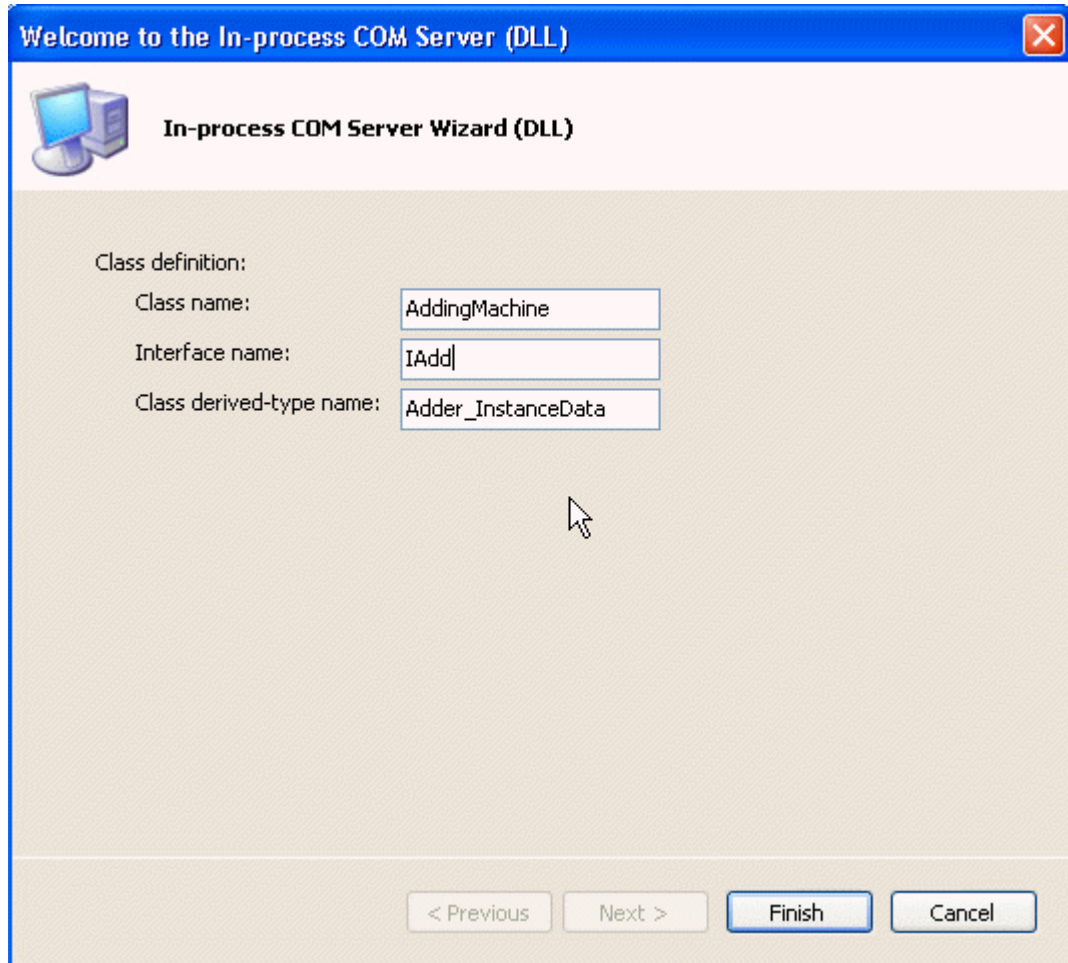 Welcome to the In-process COM Server (DLL)
In-process COM Server Wizard (DLL)
Class definition:
Class name: AddingMachine
Interface name: IAdd
Class derived-type name: Adder_InstanceData
< Previous Next > Finish Cancel